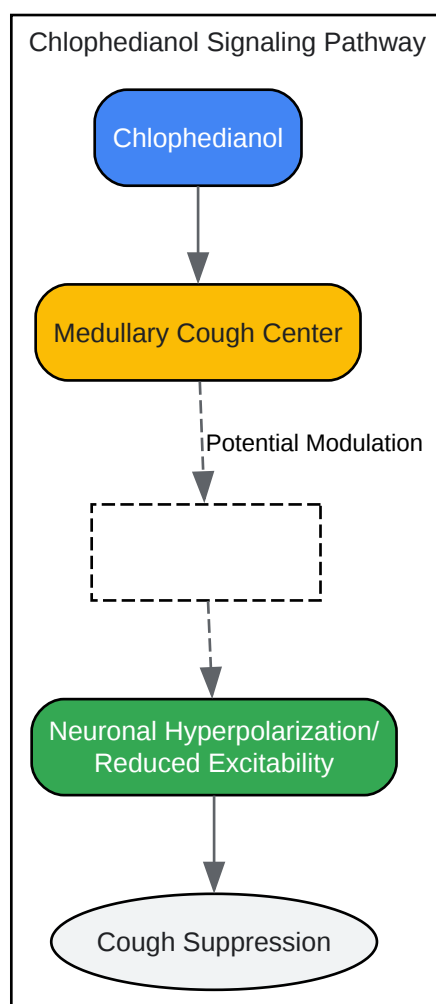 Chlophedianol Signaling Pathway
Chlophedianol
Medullary Cough Center
Potential Modulation
Neuronal Hyperpolarization/
Reduced Excitability
Cough Suppression